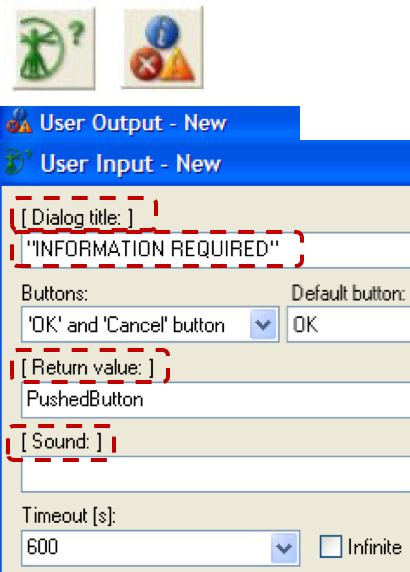 ?
User Output - New
User Input - New
[ Dialog title: ]
"INFORMATION REQUIRED"
Buttons: Default button:
'OK' and 'Cancel' button OK
[ Return value: ]
PushedButton
[ Sound: ]
Timeout [s]:
600 Infinite